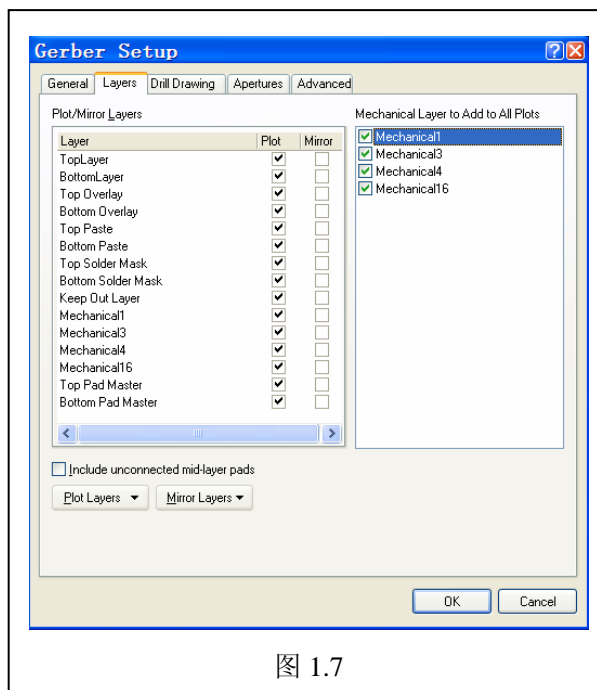 Gerber Setup
General Layers Drill Drawing Apertures Advanced
Plot/Mirror Layers
Layer Plot Mirror
TopLayer
BottomLayer
Top Overlay
Bottom Overlay
Top Paste
Bottom Paste
Top Solder Mask
Bottom Solder Mask
Keep Out Layer
Mechanical1
Mechanical3
Mechanical4
Mechanical16
Top Pad Master
Bottom Pad Master
Mechanical Layer to Add to All Plots
Mechanical1
Mechanical3
Mechanical4
Mechanical16
Include unconnected mid-layer pads
Plot Layers Mirror Layers
OK Cancel
图 1.7